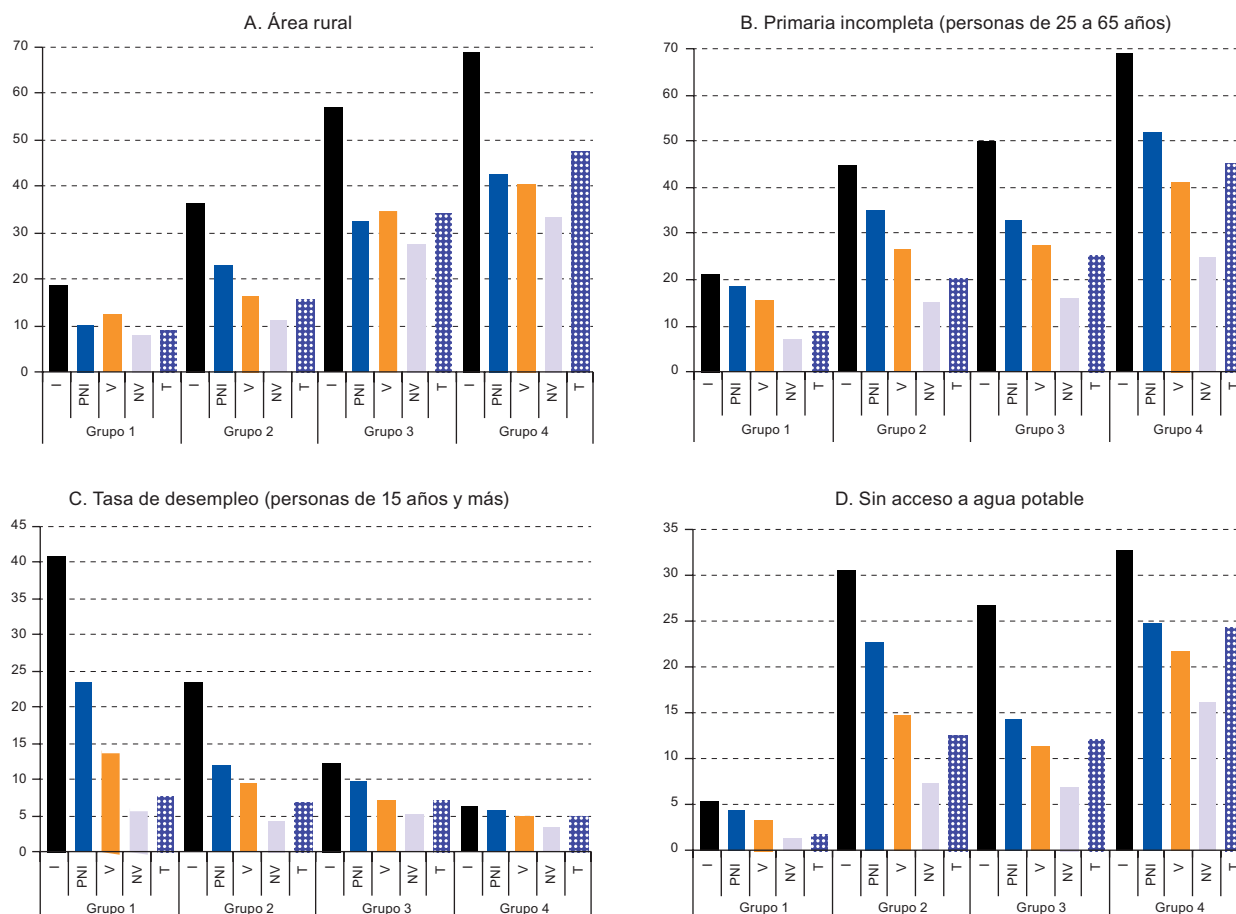 A. Área rural
70
60
50
40
30
20
10
0
I PNI V NV T I PNI V NV T I PNI V NV T I PNI V NV T
Grupo 1 Grupo 2 Grupo 3 Grupo 4
B. Primaria incompleta (personas de 25 a 65 años)
70
60
50
40
30
20
10
0
I PNI V NV T I PNI V NV T I PNI V NV T I PNI V NV T
Grupo 1 Grupo 2 Grupo 3 Grupo 4
C. Tasa de desempleo (personas de 15 años y más)
45
40
35
30
25
20
15
10
5
0
I PNI V NV T I PNI V NV T I PNI V NV T I PNI V NV T
Grupo 1 Grupo 2 Grupo 3 Grupo 4
D. Sin acceso a agua potable
35
30
25
20
15
10
5
0
I PNI V NV T I PNI V NV T I PNI V NV T I PNI V NV T
Grupo 1 Grupo 2 Grupo 3 Grupo 4